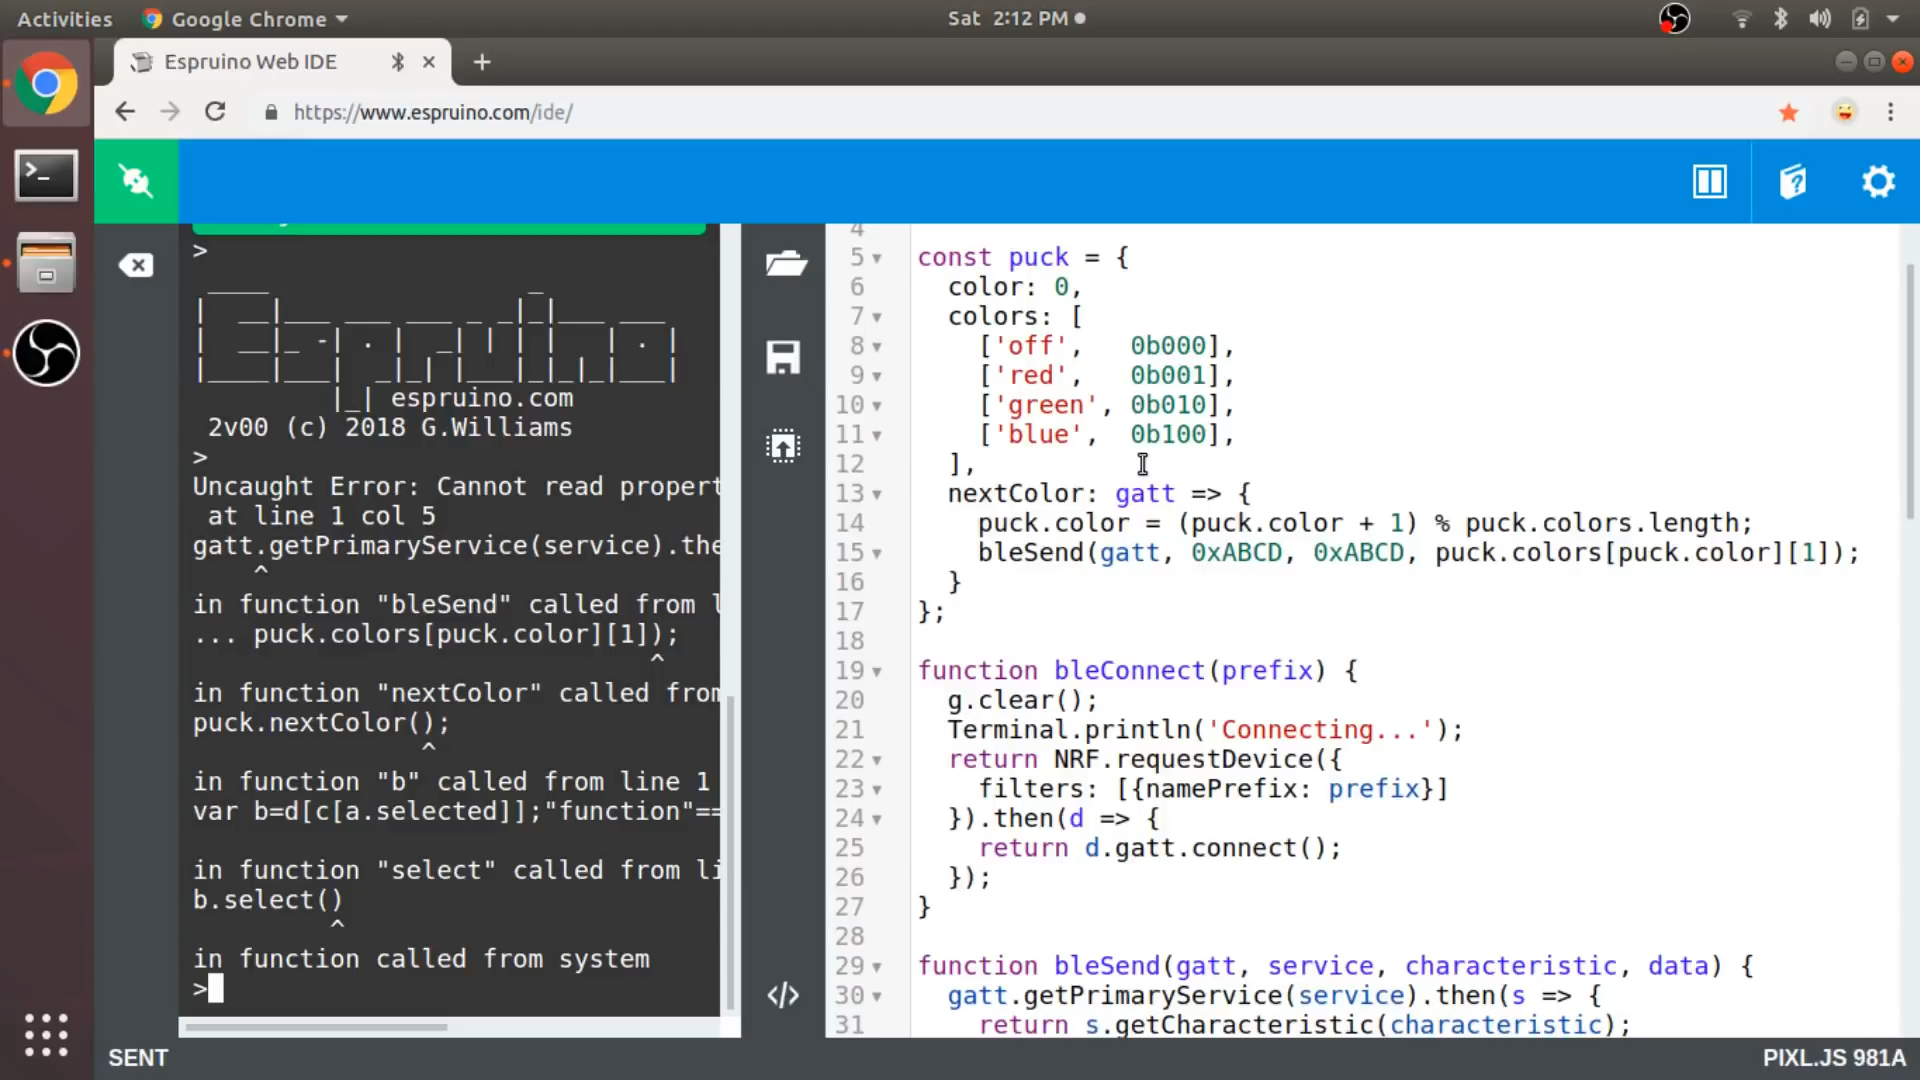 Activities
Google Chrome
Sat 2:12 PM
Espruino Web IDE
https://www.espruino.com/ide/
>
Espruino
|_| espruino.com
2v00 (c) 2018 G.Williams
>
Uncaught Error: Cannot read propert
at line 1 col 5
gatt.getPrimaryService(service).the
^
in function "bleSend" called from l
... puck.colors[puck.color][1]);
^
in function "nextColor" called from
puck.nextColor();
^
in function "b" called from line 1
var b=d[c[a.selected]];"function"==
in function "select" called from li
b.select()
^
in function called from system
>
4
5 const puck = {
6 color: 0,
7 colors: [
8 ['off', 0b000],
9 ['red', 0b001],
10 ['green', 0b010],
11 ['blue', 0b100],
12 ],
13 nextColor: gatt => {
14 puck.color = (puck.color + 1) % puck.colors.length;
15 bleSend(gatt, 0xABCD, 0xABCD, puck.colors[puck.color][1]);
16 }
17 };
18
19 function bleConnect(prefix) {
20 g.clear();
21 Terminal.println('Connecting...');
22 return NRF.requestDevice({
23 filters: [{namePrefix: prefix}]
24 }).then(d => {
25 return d.gatt.connect();
26 });
27 }
28
29 function bleSend(gatt, service, characteristic, data) {
30 gatt.getPrimaryService(service).then(s => {
31 return s.getCharacteristic(characteristic);
SENT
PIXL.JS 981A